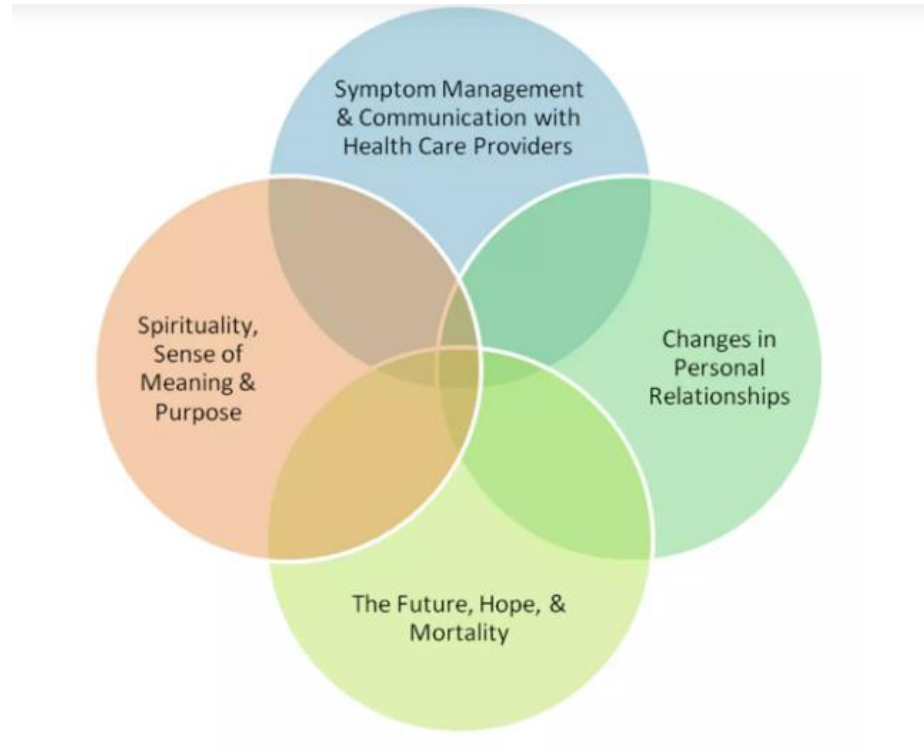 Symptom Management
& Communication with
Health Care Providers
Spirituality,
Sense of
Meaning &
Purpose
Changes in
Personal
Relationships
The Future, Hope, &
Mortality